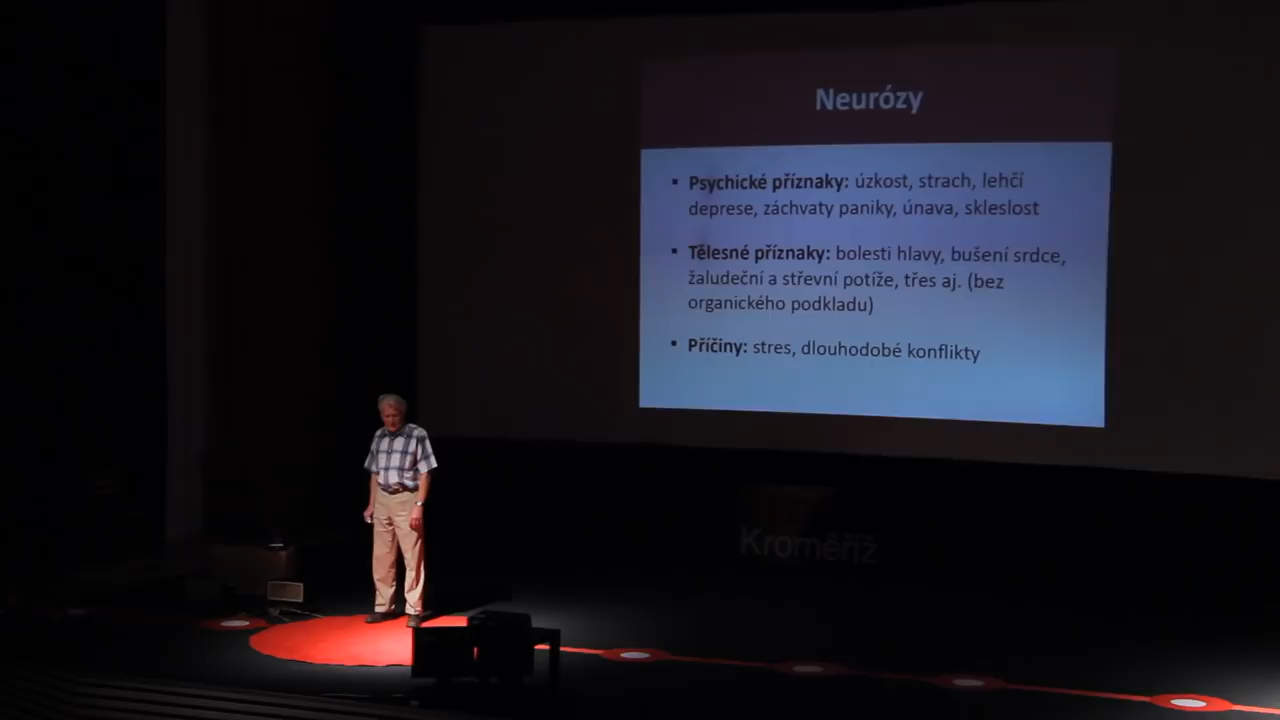 Neurózy
▪ Psychické příznaky: úzkost, strach, lehčí
deprese, záchvaty paniky, únava, skleslost
▪ Tělesné příznaky: bolesti hlavy, bušení srdce,
žaludeční a střevní potíže, třes aj. (bez
organického podkladu)
▪ Příčiny: stres, dlouhodobé konflikty
Kroměříž